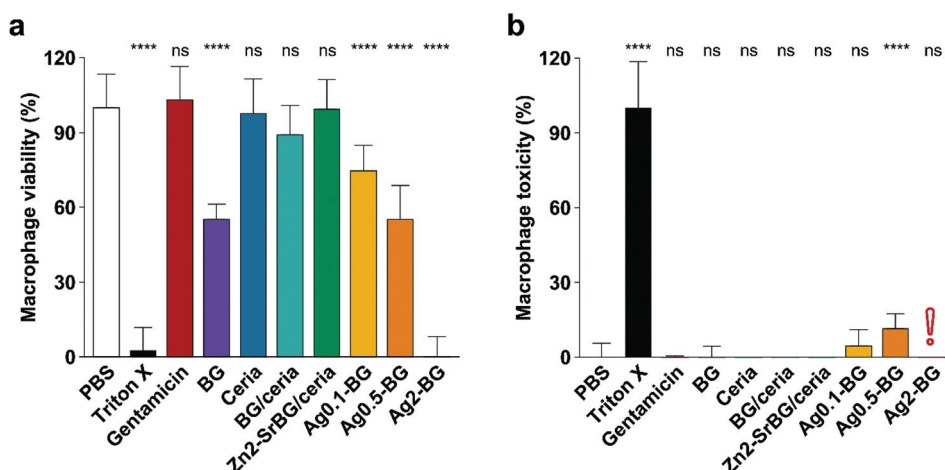 a
**** ns **** ns ns ns **** **** ****
Macrophage viability (%)
120
90
60
30
0
PBS
Triton X
Gentamicin
BG
Ceria
BG/ceria
Zn2-SrBG/ceria
Ag0.1-BG
Ag0.5-BG
Ag2-BG
b
**** ns ns ns ns ns ns **** ns
Macrophage toxicity (%)
120
90
60
30
0
!
PBS
Triton X
Gentamicin
BG
Ceria
BG/ceria
Zn2-SrBG/ceria
Ag0.1-BG
Ag0.5-BG
Ag2-BG